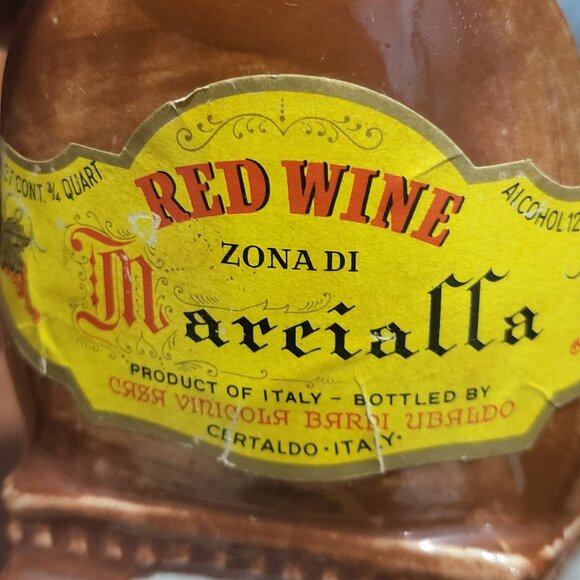 CONT. ¾ QUART
RED WINE
ALCOHOL 12
ZONA DI
Marcialla
PRODUCT OF ITALY – BOTTLED BY
CASA VINICOLA BARDI UBALDO
CERTALDO · ITALY·